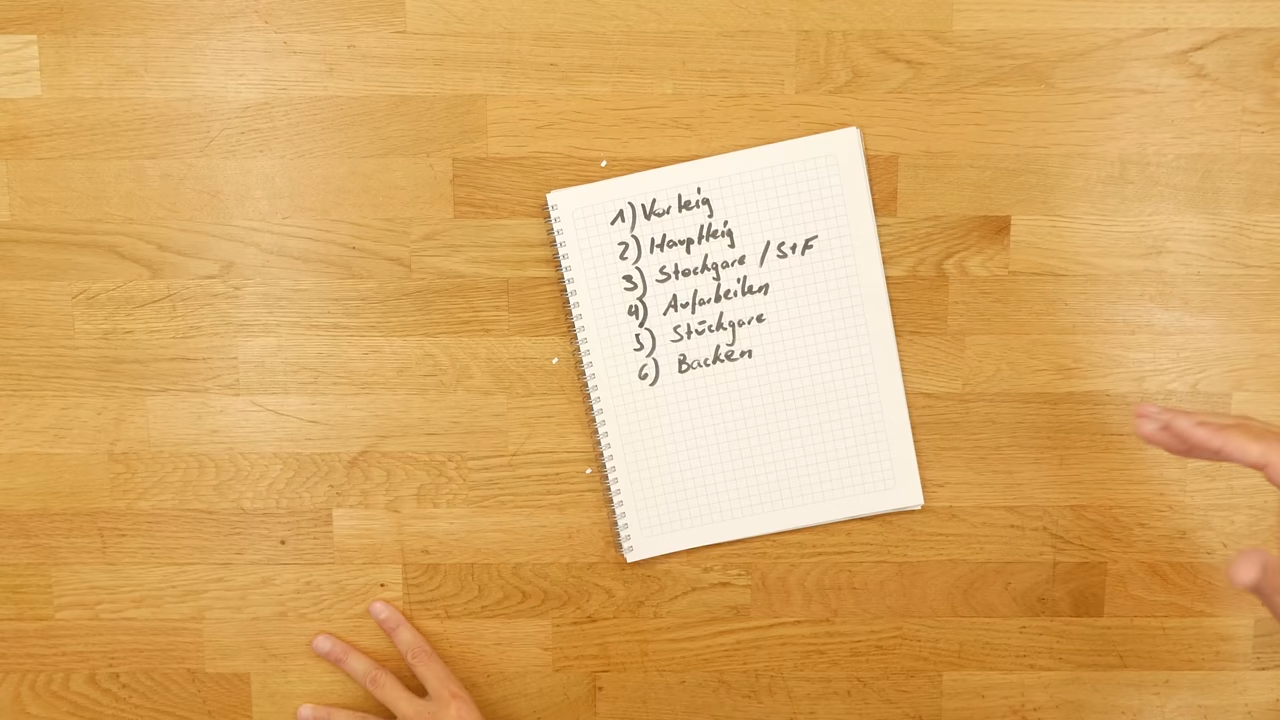 1) Vorteig
2) Hauptteig
3) Stockgare / S+F
4) Aufarbeiten
5) Stückgare
6) Backen